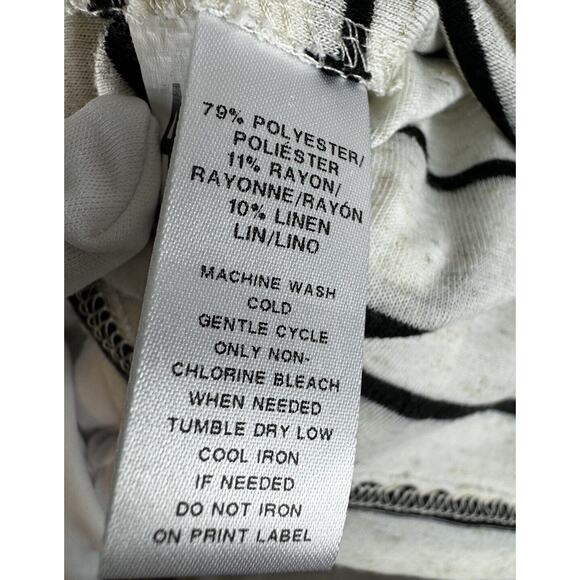 79% POLYESTER/
POLIÉSTER
11% RAYON/
RAYONNE/RAYÓN
10% LINEN
LIN/LINO
MACHINE WASH
COLD
GENTLE CYCLE
ONLY NON-
CHLORINE BLEACH
WHEN NEEDED
TUMBLE DRY LOW
COOL IRON
IF NEEDED
DO NOT IRON
ON PRINT LABEL